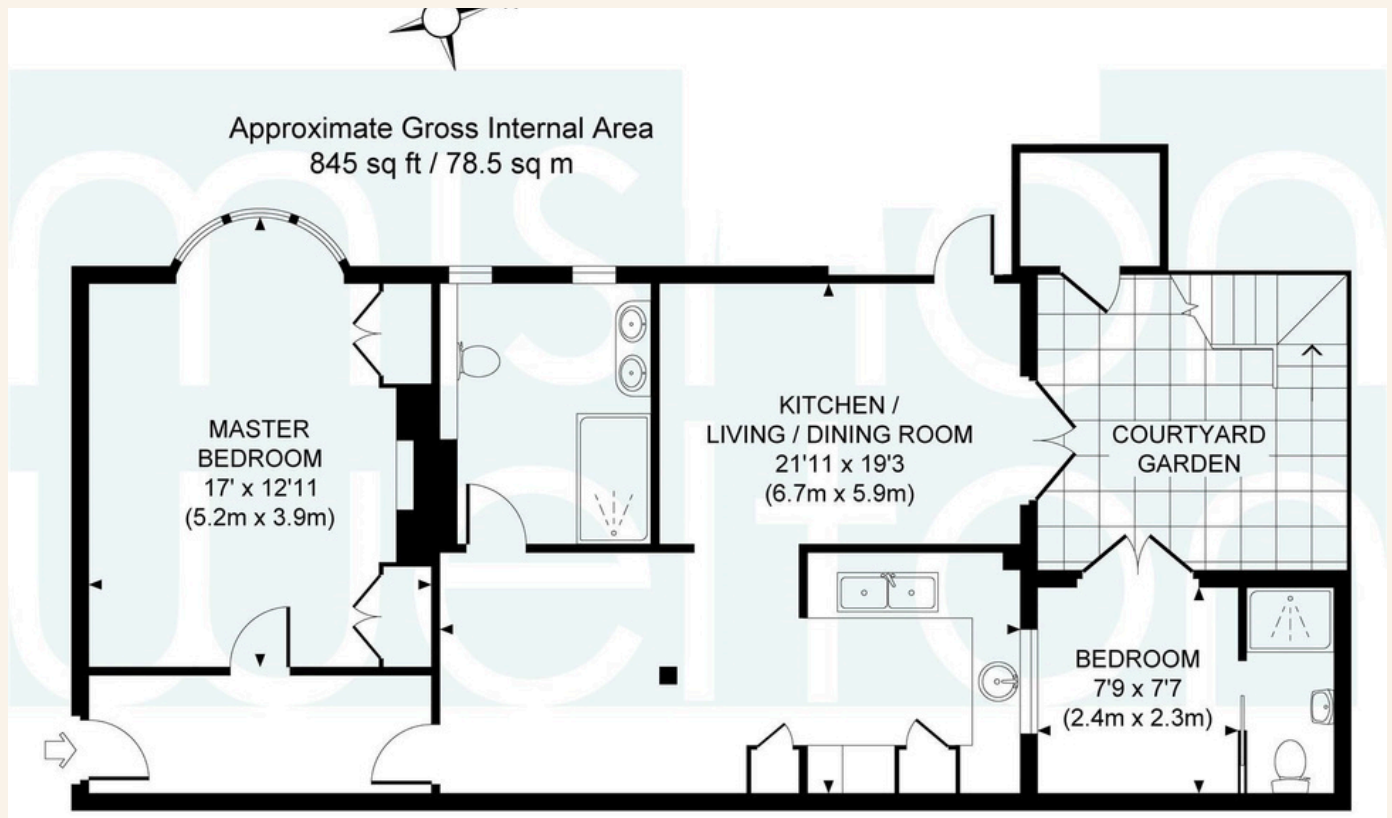 Approximate Gross Internal Area
845 sq ft / 78.5 sq m
MASTER
BEDROOM
17' x 12'11
(5.2m x 3.9m)
KITCHEN /
LIVING / DINING ROOM
21'11 x 19'3
(6.7m x 5.9m)
COURTYARD
GARDEN
BEDROOM
7'9 x 7'7
(2.4m x 2.3m)